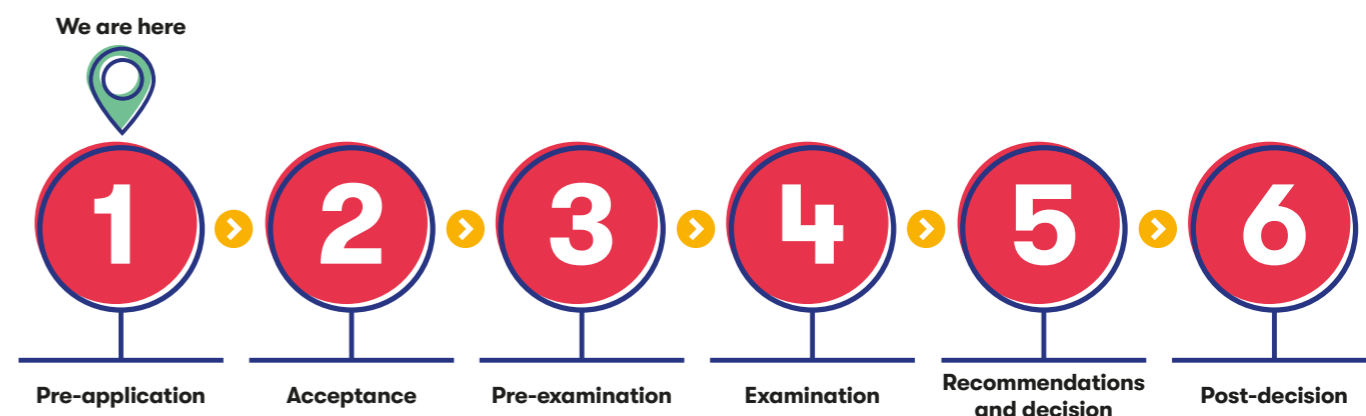 We are here
1
2
3
4
5
6
Pre-application
Acceptance
Pre-examination
Examination
Recommendations
and decision
Post-decision